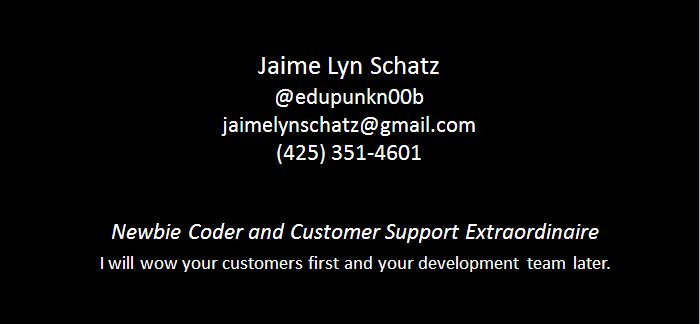 Jaime Lyn Schatz
@edupunkn00b
jaimelynschatz@gmail.com
(425) 351-4601
Newbie Coder and Customer Support Extraordinaire
I will wow your customers first and your development team later.